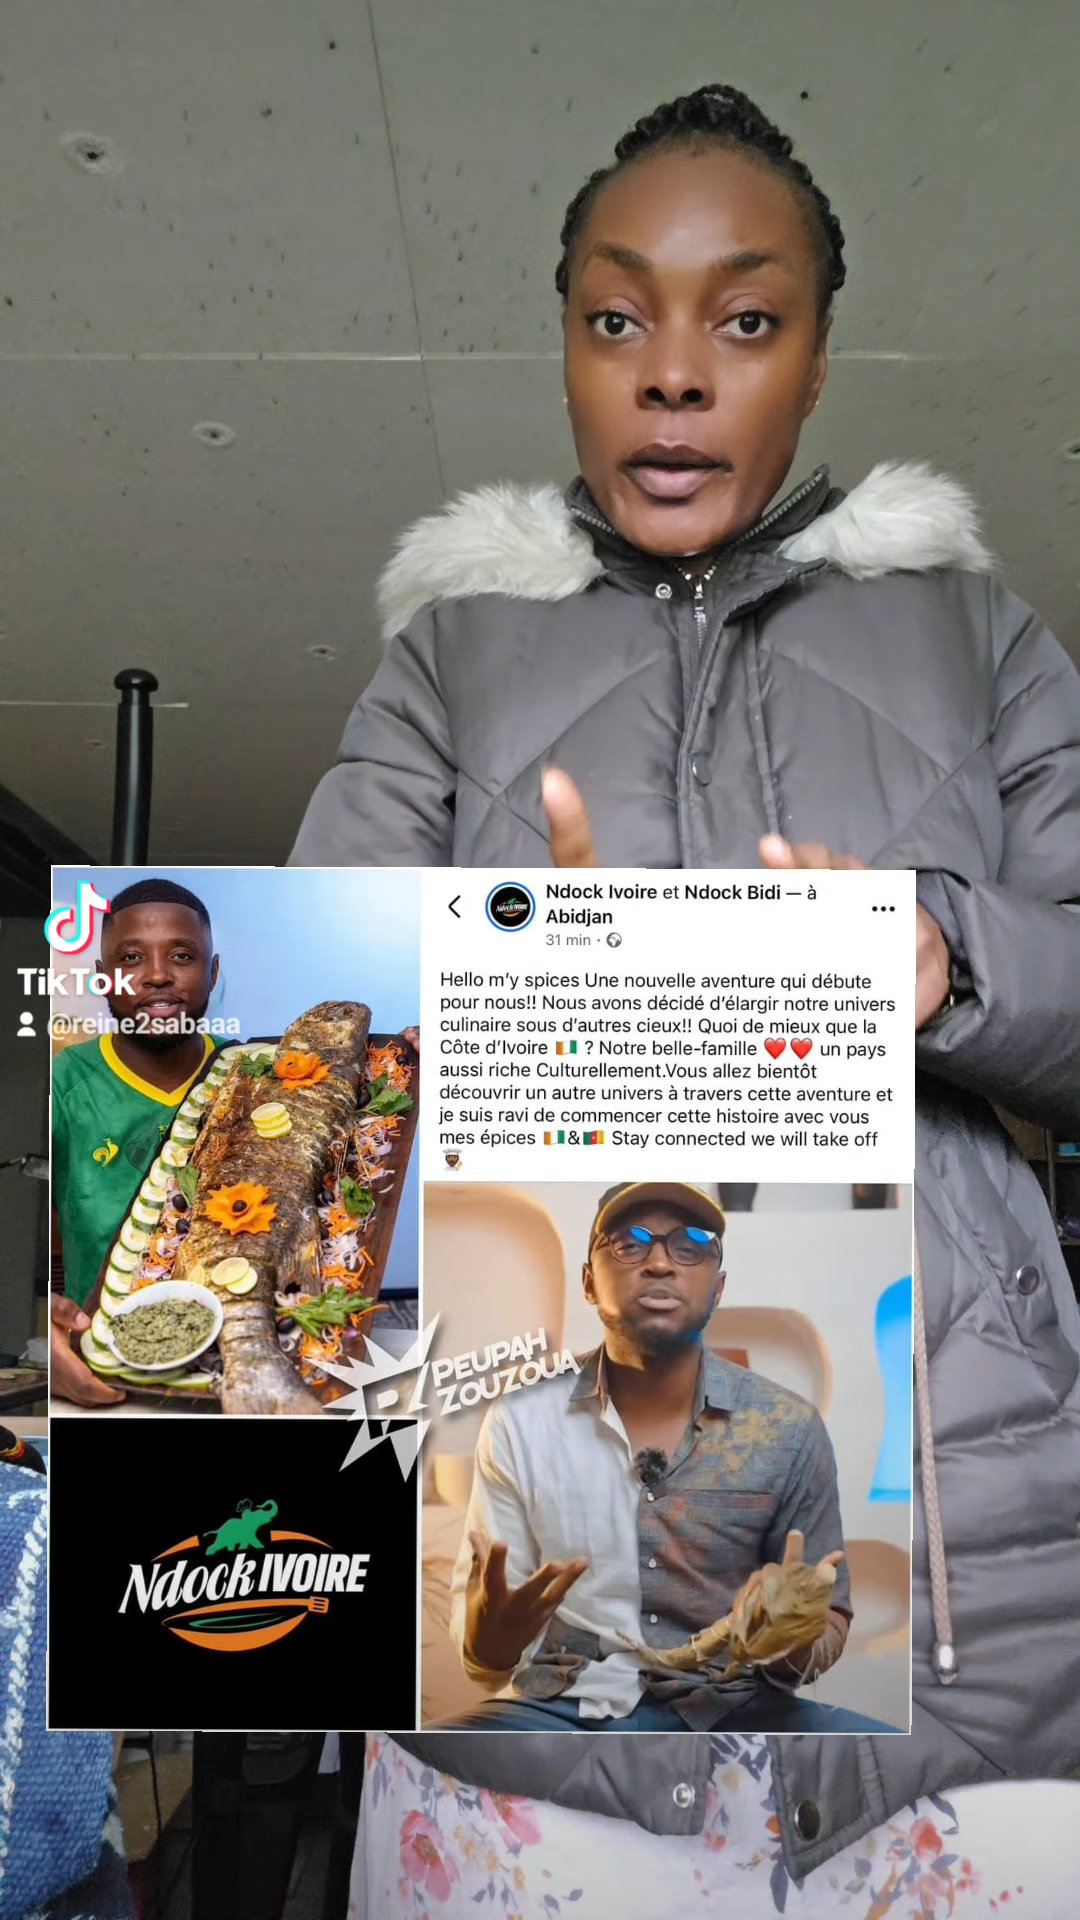 Ndock Ivoire et Ndock Bidi — à
Abidjan
31 min ·
Hello m'y spices Une nouvelle aventure qui débute
pour nous!! Nous avons décidé d'élargir notre univers
culinaire sous d'autres cieux!! Quoi de mieux que la
Côte d'Ivoire 🇨🇮 ? Notre belle-famille ❤️❤️ un pays
aussi riche Culturellement.Vous allez bientôt
découvrir un autre univers à travers cette aventure et
je suis ravi de commencer cette histoire avec vous
mes épices 🇨🇮&🇨🇲 Stay connected we will take off
TikTok
@reine2sabaaa
PEUPAH
ZOUZOUA
Ndock IVOIRE